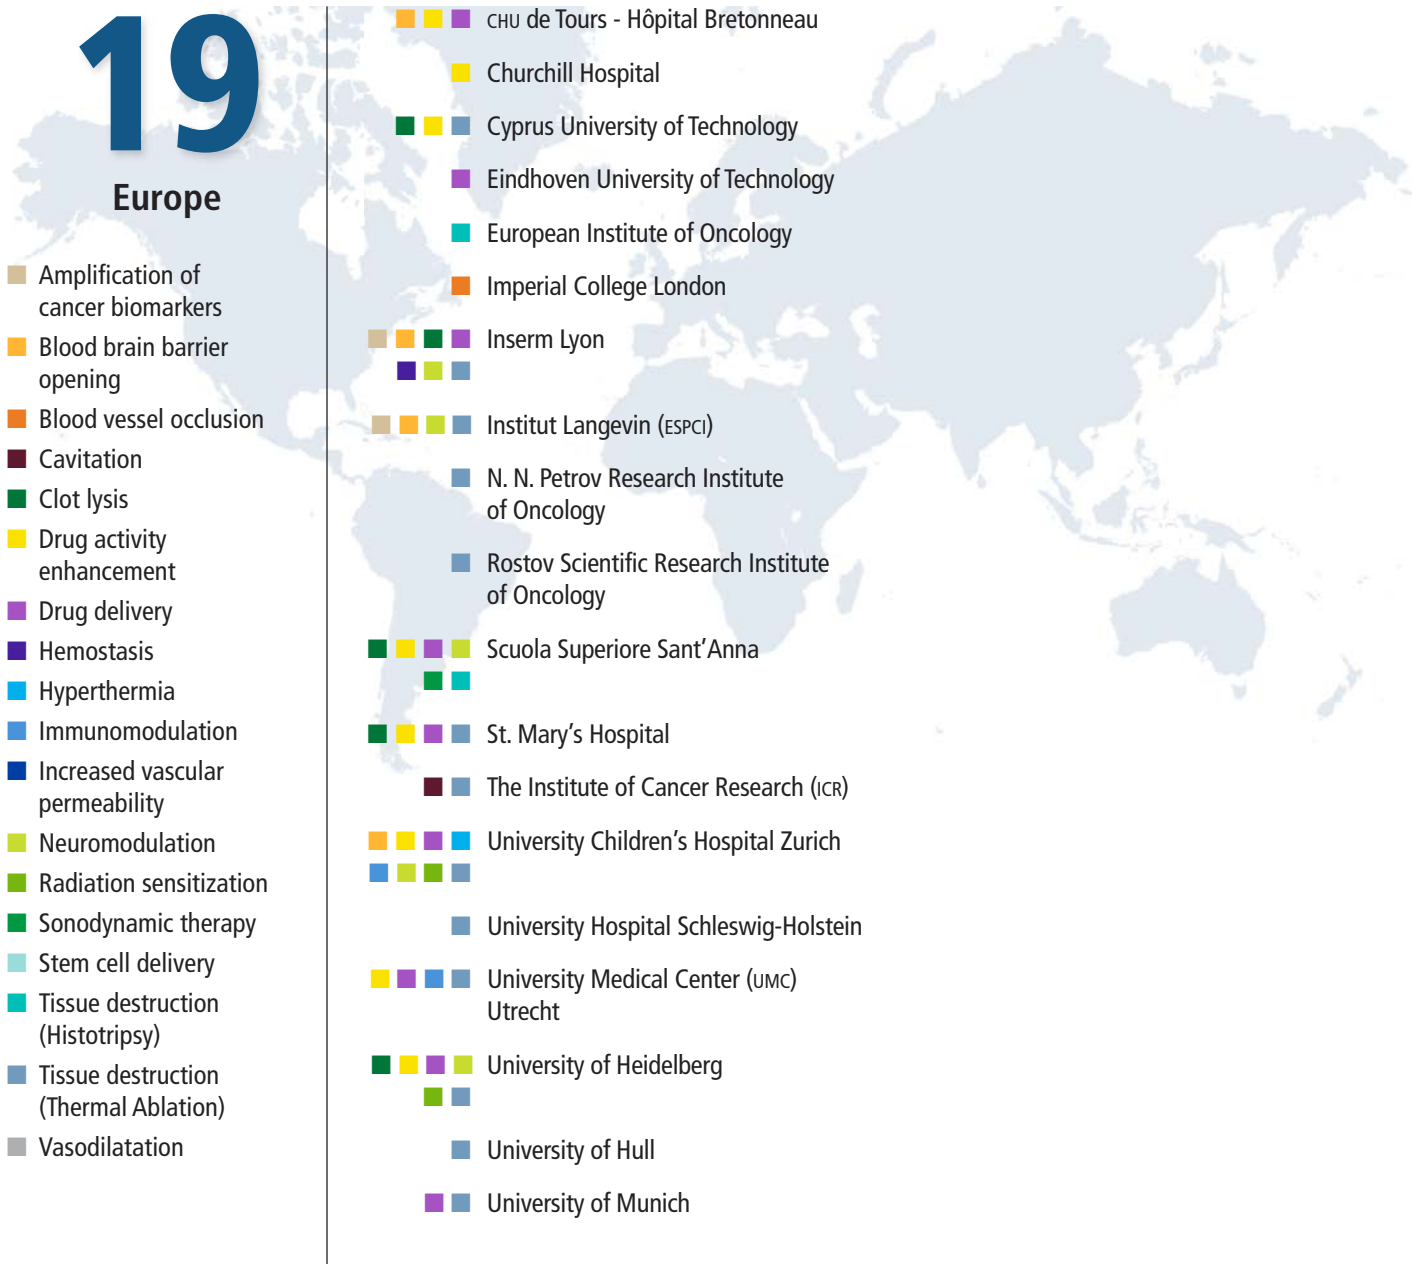 19
Europe
Amplification of
cancer biomarkers
Blood brain barrier
opening
Blood vessel occlusion
Cavitation
Clot lysis
Drug activity
enhancement
Drug delivery
Hemostasis
Hyperthermia
Immunomodulation
Increased vascular
permeability
Neuromodulation
Radiation sensitization
Sonodynamic therapy
Stem cell delivery
Tissue destruction
(Histotripsy)
Tissue destruction
(Thermal Ablation)
Vasodilatation
CHU de Tours - Hôpital Bretonneau
Churchill Hospital
Cyprus University of Technology
Eindhoven University of Technology
European Institute of Oncology
Imperial College London
Inserm Lyon
Institut Langevin (ESPCI)
N. N. Petrov Research Institute
of Oncology
Rostov Scientific Research Institute
of Oncology
Scuola Superiore Sant’Anna
St. Mary’s Hospital
The Institute of Cancer Research (ICR)
University Children’s Hospital Zurich
University Hospital Schleswig-Holstein
University Medical Center (UMC)
Utrecht
University of Heidelberg
University of Hull
University of Munich